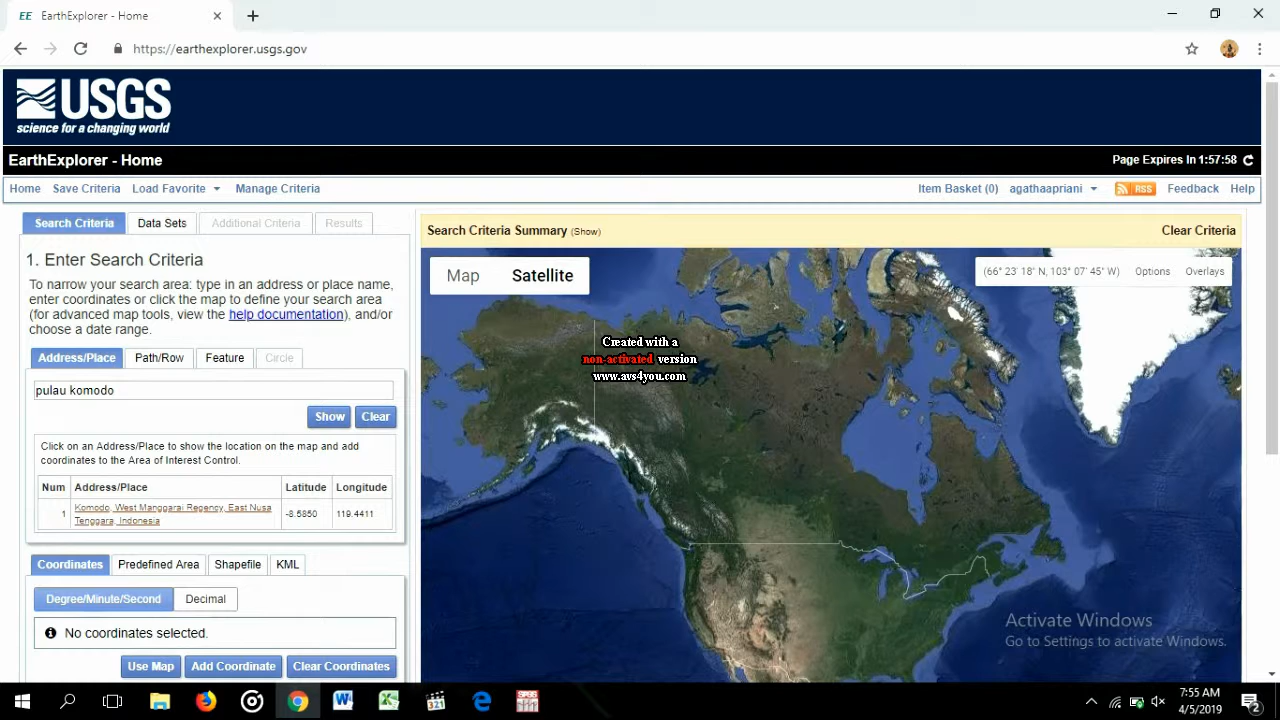 EE EarthExplorer - Home
https://earthexplorer.usgs.gov
USGS
science for a changing world
EarthExplorer - Home
Page Expires In 1:57:58
Home Save Criteria Load Favorite Manage Criteria
Item Basket (0) agathaapriani RSS Feedback Help
Search Criteria Data Sets Additional Criteria Results
1. Enter Search Criteria
To narrow your search area: type in an address or place name,
enter coordinates or click the map to define your search area
(for advanced map tools, view the help documentation), and/or
choose a date range.
Address/Place Path/Row Feature Circle
pulau komodo
Show Clear
Click on an Address/Place to show the location on the map and add
coordinates to the Area of Interest Control.
Num Address/Place Latitude Longitude
1 Komodo, West Manggarai Regency, East Nusa
Tenggara, Indonesia -8.5850 119.4411
Coordinates Predefined Area Shapefile KML
Degree/Minute/Second Decimal
No coordinates selected.
Use Map Add Coordinate Clear Coordinates
Search Criteria Summary (Show)
Clear Criteria
Map Satellite
(66° 23' 18" N, 103° 07' 45" W) Options Overlays
Created with a
non-activated version
www.avs4you.com
Activate Windows
Go to Settings to activate Windows.
W
X
321
SPSS
7:55 AM
4/5/2019
2